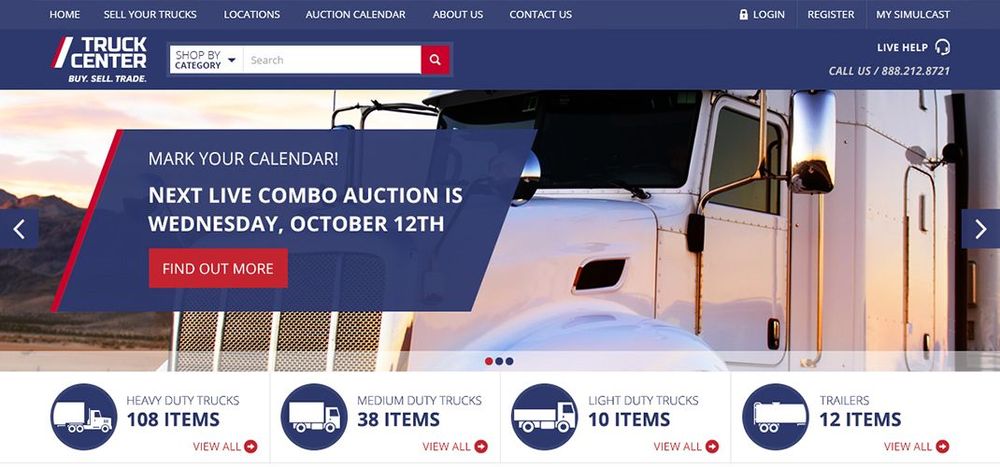 HOME SELL YOUR TRUCKS LOCATIONS AUCTION CALENDAR ABOUT US CONTACT US LOGIN REGISTER MY SIMULCAST
TRUCK
CENTER
BUY. SELL. TRADE.
SHOP BY
CATEGORY
Search
LIVE HELP
CALL US / 888.212.8721
MARK YOUR CALENDAR!
NEXT LIVE COMBO AUCTION IS
WEDNESDAY, OCTOBER 12TH
FIND OUT MORE
HEAVY DUTY TRUCKS
108 ITEMS
VIEW ALL
MEDIUM DUTY TRUCKS
38 ITEMS
VIEW ALL
LIGHT DUTY TRUCKS
10 ITEMS
VIEW ALL
TRAILERS
12 ITEMS
VIEW ALL